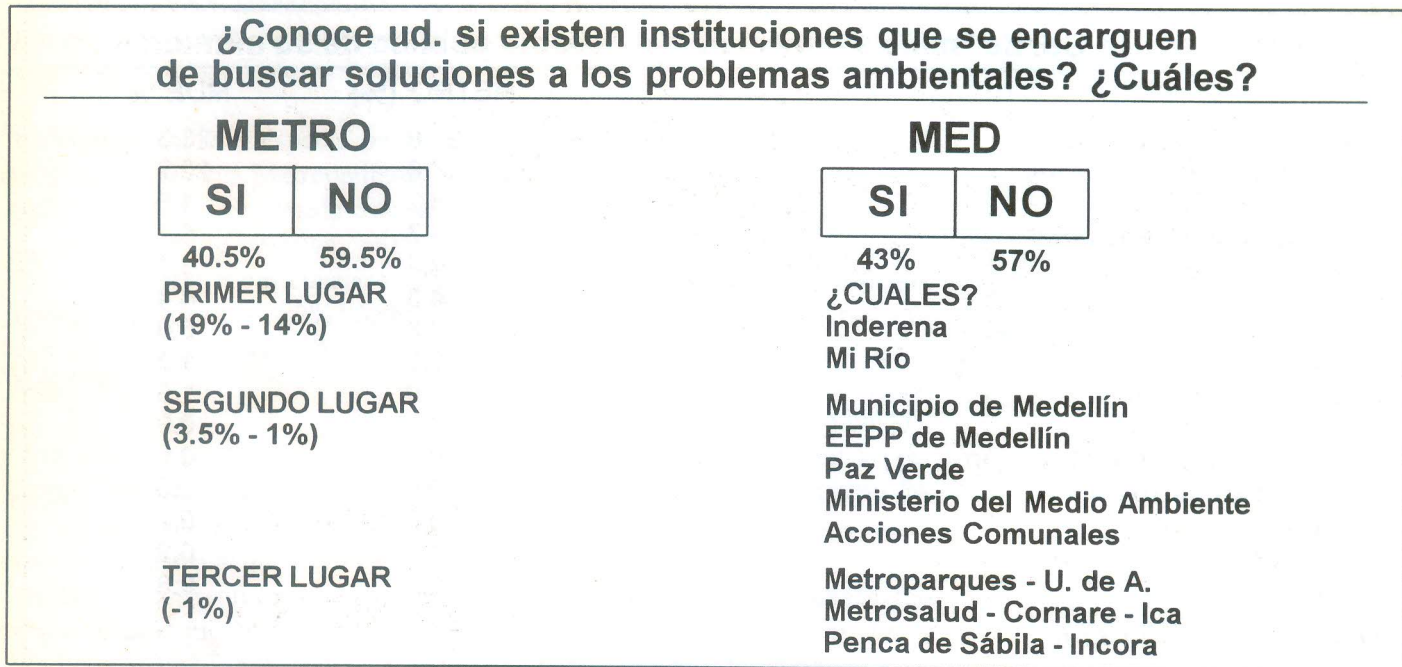 ¿Conoce ud. si existen instituciones que se encarguen
de buscar soluciones a los problemas ambientales? ¿Cuáles?
METRO
SI NO
40.5% 59.5%
PRIMER LUGAR
(19% - 14%)
SEGUNDO LUGAR
(3.5% - 1%)
TERCER LUGAR
(-1%)
MED
SI NO
43% 57%
¿CUALES?
Inderena
Mi Río
Municipio de Medellín
EEPP de Medellín
Paz Verde
Ministerio del Medio Ambiente
Acciones Comunales
Metroparques - U. de A.
Metrosalud - Cornare - Ica
Penca de Sábila - Incora